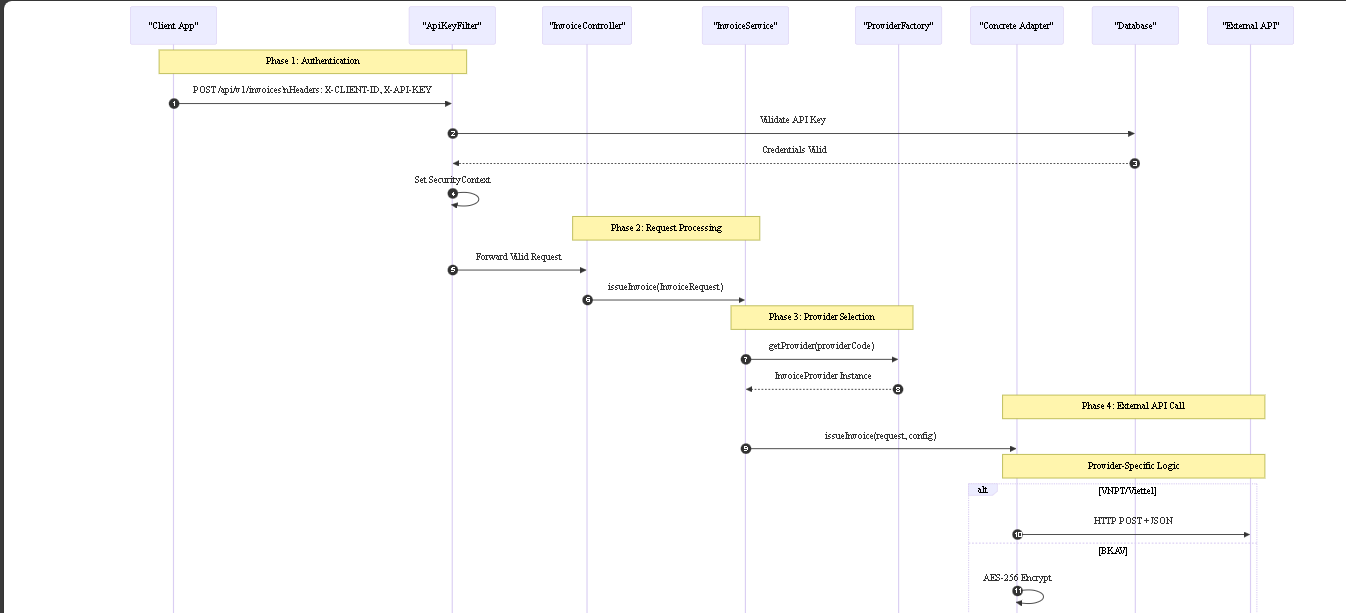 "Client App" "ApiKeyFilter" "InvoiceController" "InvoiceService" "ProviderFactory" "Concrete Adapter" "Database" "External API"
Phase 1: Authentication
POST /api/v1/invoices\nHeaders: X-CLIENT-ID, X-API-KEY
1
Validate API Key
2
Credentials Valid
3
Set SecurityContext
4
Phase 2: Request Processing
Forward Valid Request
5
issueInvoice(InvoiceRequest)
6
Phase 3: Provider Selection
getProvider(providerCode)
7
InvoiceProvider Instance
8
Phase 4: External API Call
issueInvoice(request, config)
9
Provider-Specific Logic
alt [VNPT/Viettel]
HTTP POST + JSON
10
[BKAV]
AES-256 Encrypt
11